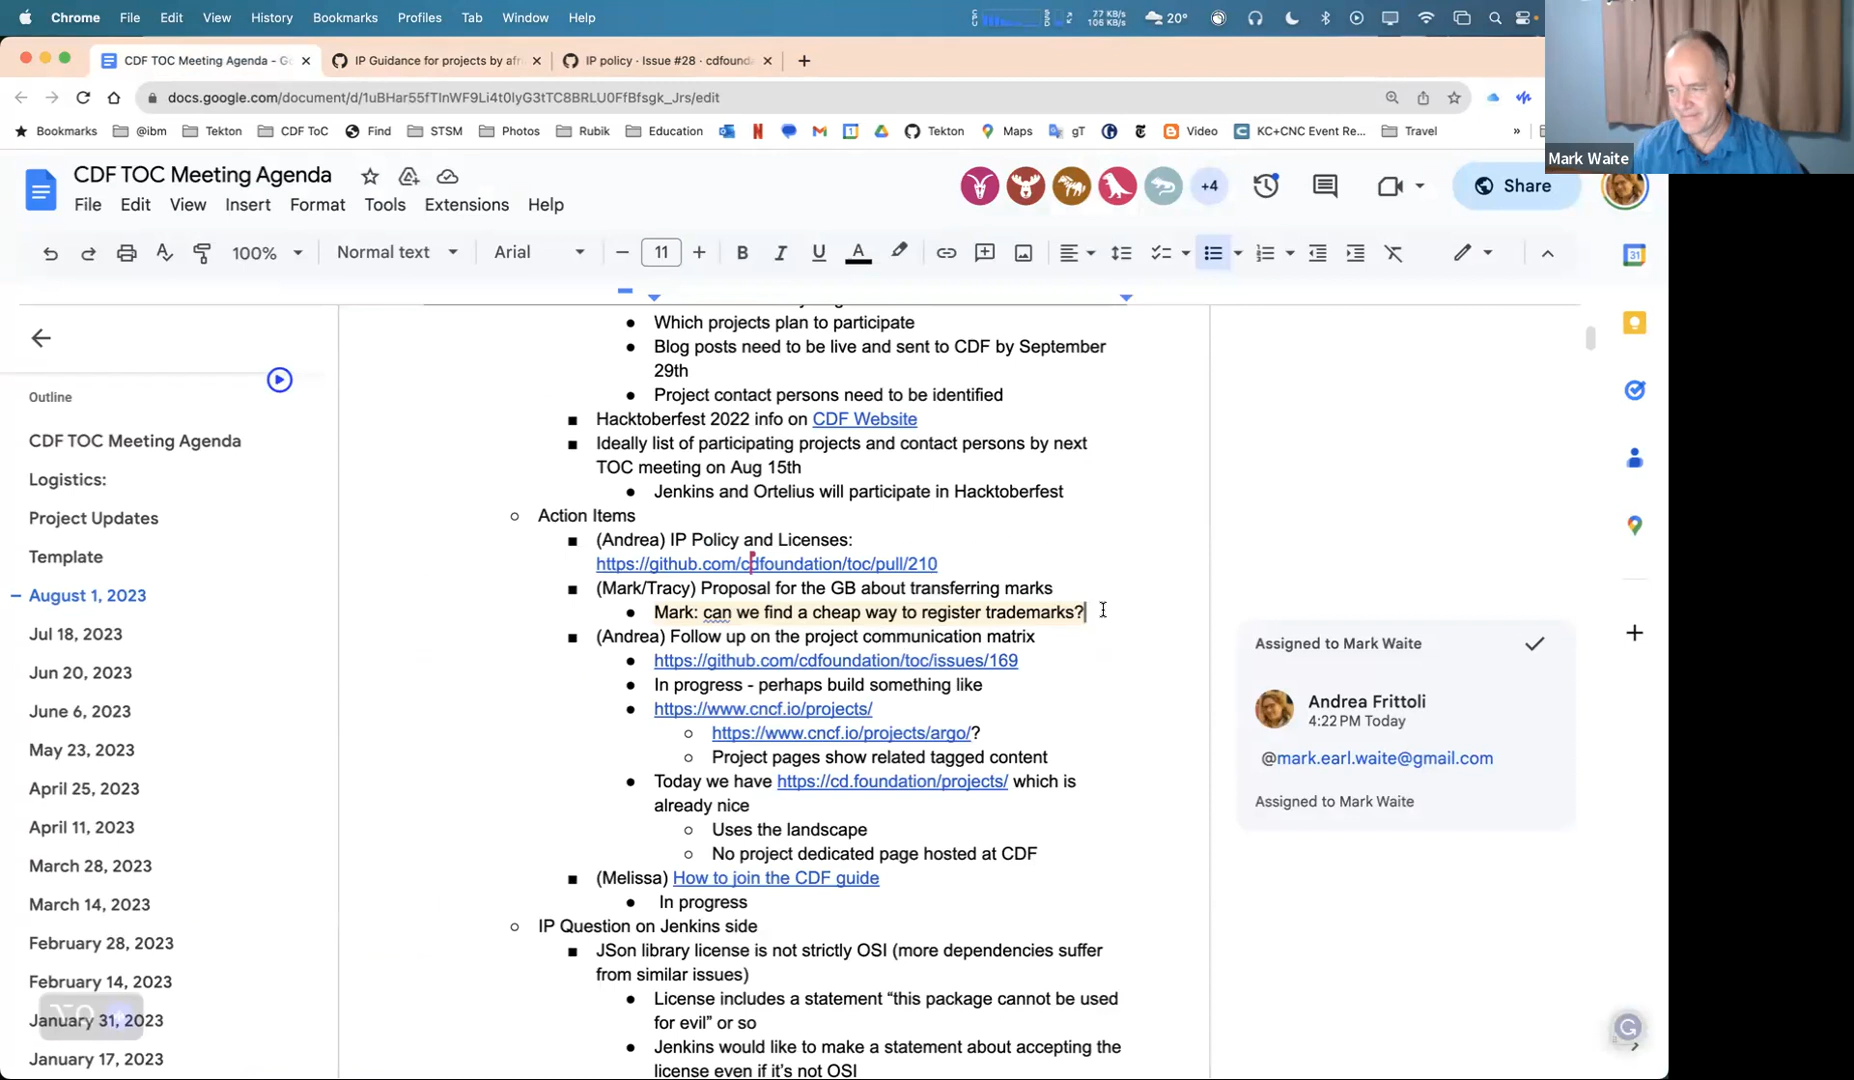 Chrome File Edit View History Bookmarks Profiles Tab Window Help 77 KB/s 106 KB/s 20°
CDF TOC Meeting Agenda - Go IP Guidance for projects by afr IP policy · Issue #28 · cdfounda
docs.google.com/document/d/1uBHar55fTInWF9Li4t0lyG3tTC8BRLU0FfBfsgk_Jrs/edit
Bookmarks @ibm Tekton CDF ToC Find STSM Photos Rubik Education Tekton Maps gT Video KC+CNC Event Re... Travel »
Mark Waite
CDF TOC Meeting Agenda
+4 Share
File Edit View Insert Format Tools Extensions Help
100% Normal text Arial 11
Outline
CDF TOC Meeting Agenda
Logistics:
Project Updates
Template
August 1, 2023
Jul 18, 2023
Jun 20, 2023
June 6, 2023
May 23, 2023
April 25, 2023
April 11, 2023
March 28, 2023
March 14, 2023
February 28, 2023
February 14, 2023
January 31, 2023
January 17, 2023
● Which projects plan to participate
● Blog posts need to be live and sent to CDF by September
29th
● Project contact persons need to be identified
■ Hacktoberfest 2022 info on CDF Website
■ Ideally list of participating projects and contact persons by next
TOC meeting on Aug 15th
● Jenkins and Ortelius will participate in Hacktoberfest
○ Action Items
■ (Andrea) IP Policy and Licenses:
https://github.com/cdfoundation/toc/pull/210
■ (Mark/Tracy) Proposal for the GB about transferring marks
● Mark: can we find a cheap way to register trademarks?
■ (Andrea) Follow up on the project communication matrix
● https://github.com/cdfoundation/toc/issues/169
● In progress - perhaps build something like
● https://www.cncf.io/projects/
○ https://www.cncf.io/projects/argo/?
○ Project pages show related tagged content
● Today we have https://cd.foundation/projects/ which is
already nice
○ Uses the landscape
○ No project dedicated page hosted at CDF
■ (Melissa) How to join the CDF guide
● In progress
○ IP Question on Jenkins side
■ JSon library license is not strictly OSI (more dependencies suffer
from similar issues)
● License includes a statement “this package cannot be used
for evil” or so
● Jenkins would like to make a statement about accepting the
license even if it’s not OSI
Assigned to Mark Waite
Andrea Frittoli
4:22 PM Today
@mark.earl.waite@gmail.com
Assigned to Mark Waite